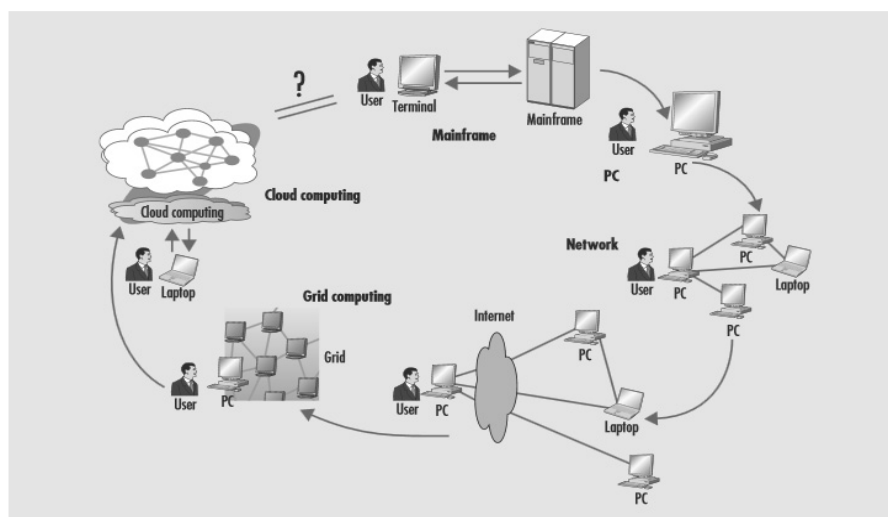 ?
User
Terminal
Mainframe
Mainframe
User
PC
PC
Cloud computing
Cloud computing
User
Laptop
Network
PC
User
PC
Laptop
PC
Grid computing
Grid
User
PC
Internet
PC
User
PC
Laptop
PC